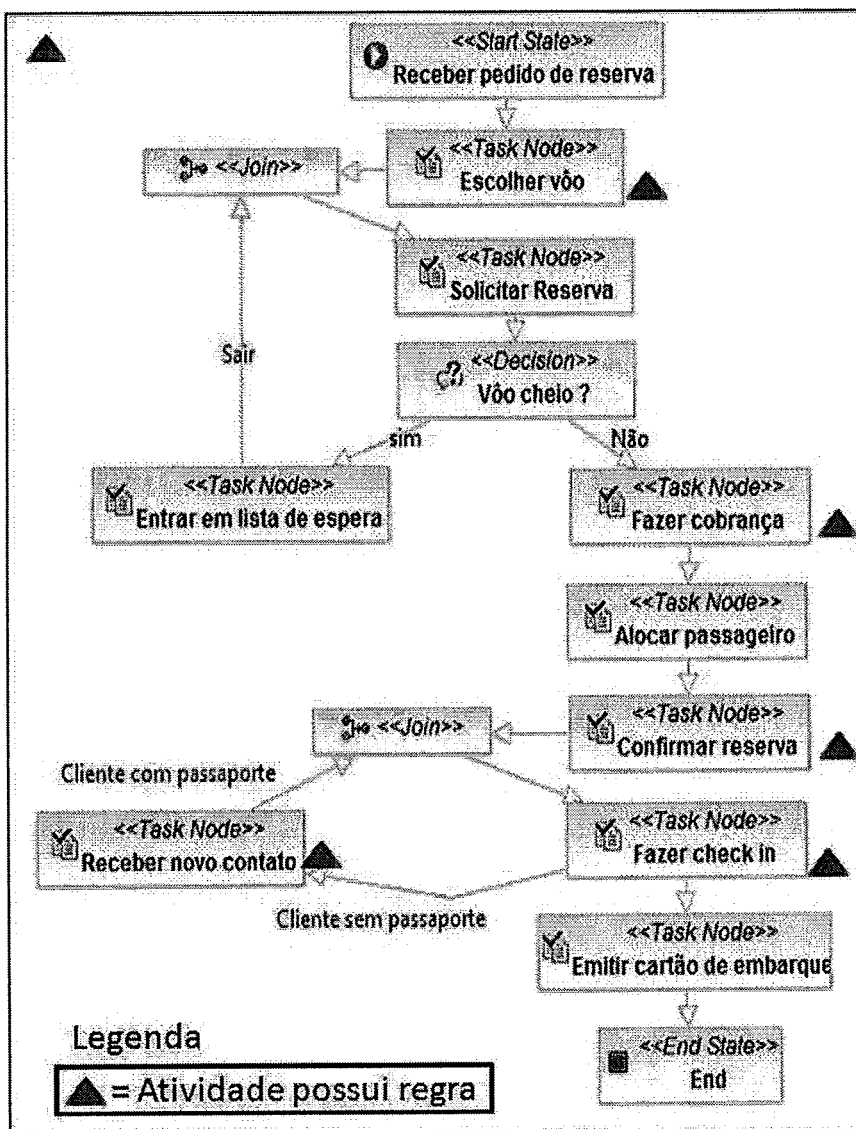 <<Start State>>
Receber pedido de reserva
<<Task Node>>
Escolher vôo
<<Join>>
<<Task Node>>
Solicitar Reserva
Sair
<<Decision>>
Vôo cheio ?
sim
Não
<<Task Node>>
Entrar em lista de espera
<<Task Node>>
Fazer cobrança
<<Task Node>>
Alocar passageiro
<<Join>>
<<Task Node>>
Confirmar reserva
Cliente com passaporte
<<Task Node>>
Receber novo contato
<<Task Node>>
Fazer check in
Cliente sem passaporte
<<Task Node>>
Emitir cartão de embarque
<<End State>>
End
Legenda
= Atividade possui regra